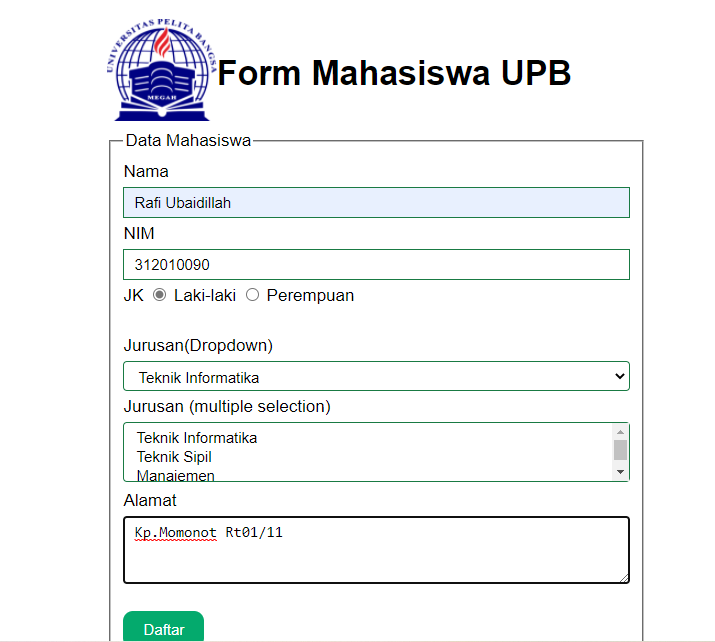 UNIVERSITAS PELITA BANGSA
MEGAH
Form Mahasiswa UPB
Data Mahasiswa
Nama
Rafi Ubaidillah
NIM
312010090
JK Laki-laki Perempuan
Jurusan(Dropdown)
Teknik Informatika
Jurusan (multiple selection)
Teknik Informatika
Teknik Sipil
Manajemen
Alamat
Kp.Momonot Rt01/11
Daftar